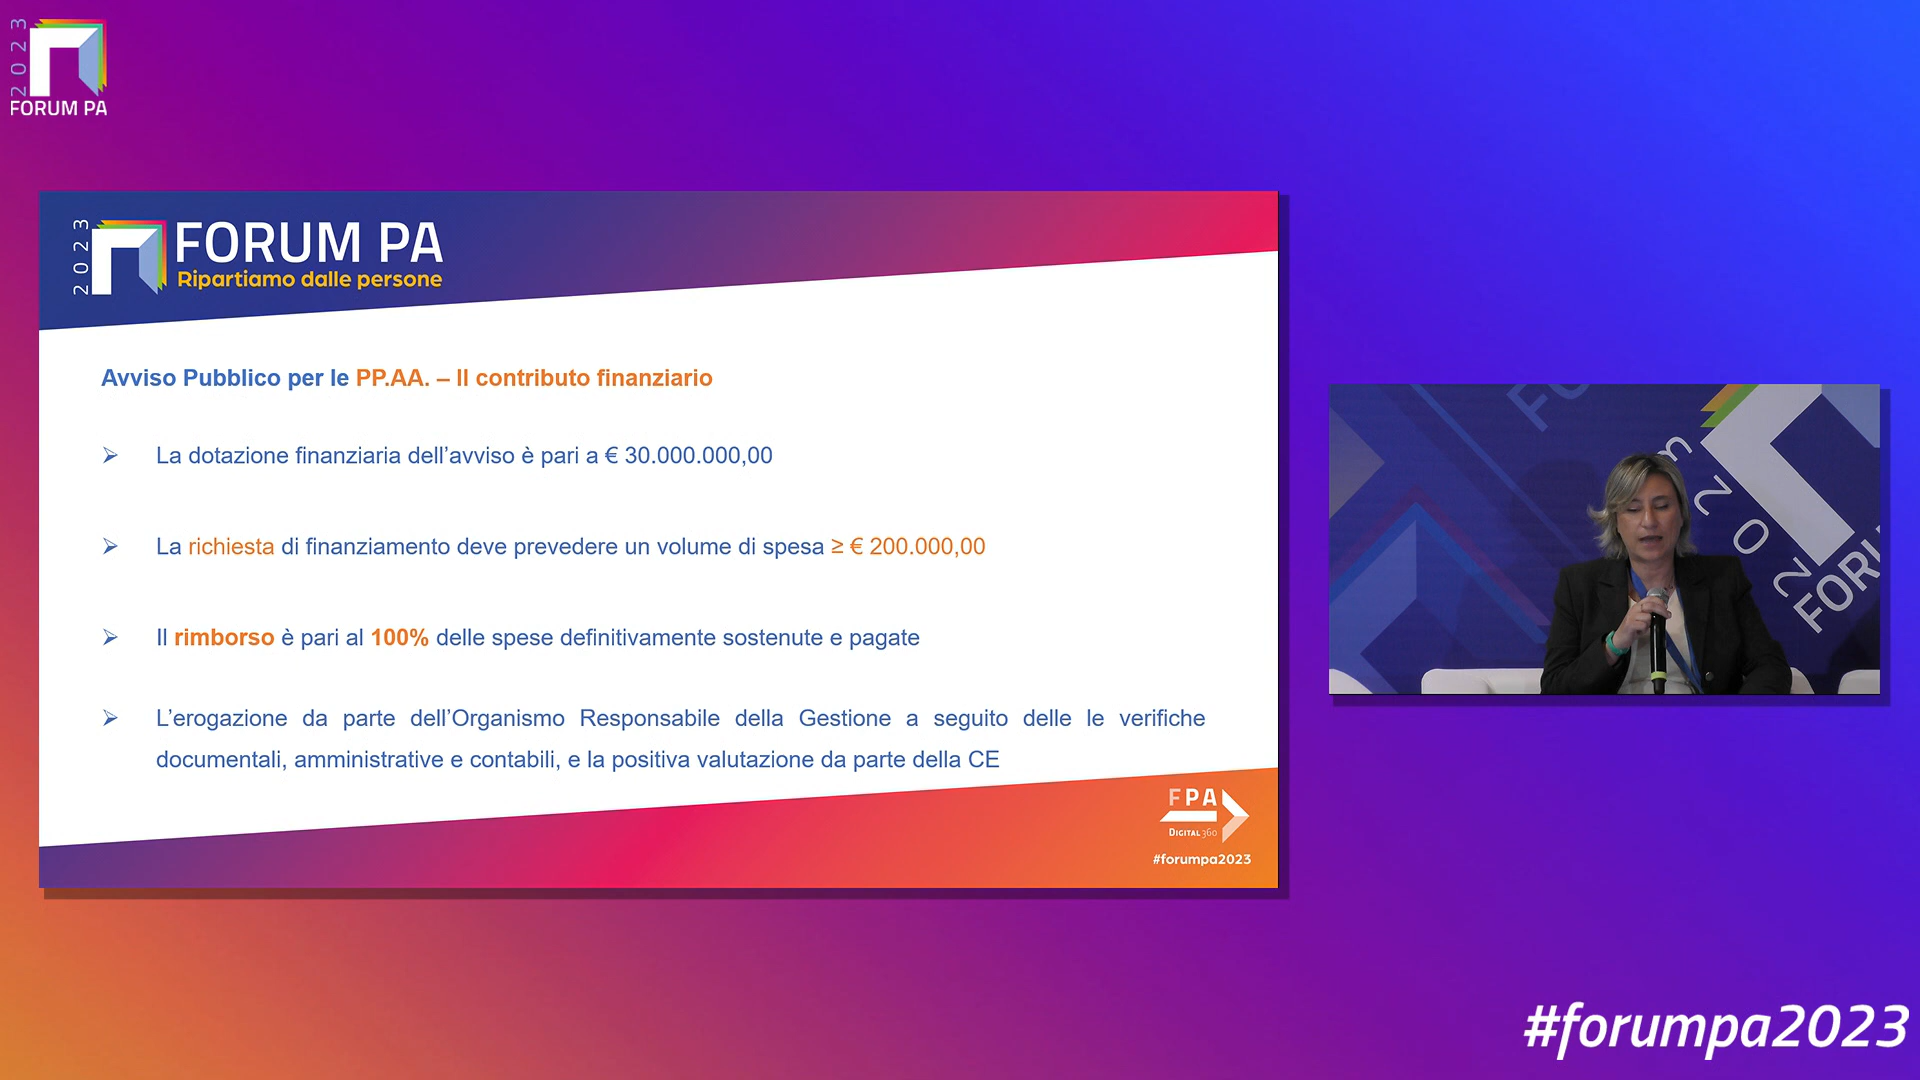 2023
FORUM PA
2023
FORUM PA
Ripartiamo dalle persone
Avviso Pubblico per le PP.AA. – Il contributo finanziario
➢ La dotazione finanziaria dell’avviso è pari a € 30.000.000,00
➢ La richiesta di finanziamento deve prevedere un volume di spesa ≥ € 200.000,00
➢ Il rimborso è pari al 100% delle spese definitivamente sostenute e pagate
➢ L’erogazione da parte dell’Organismo Responsabile della Gestione a seguito delle le verifiche
documentali, amministrative e contabili, e la positiva valutazione da parte della CE
FPA
DIGITAL360
#forumpa2023
#forumpa2023